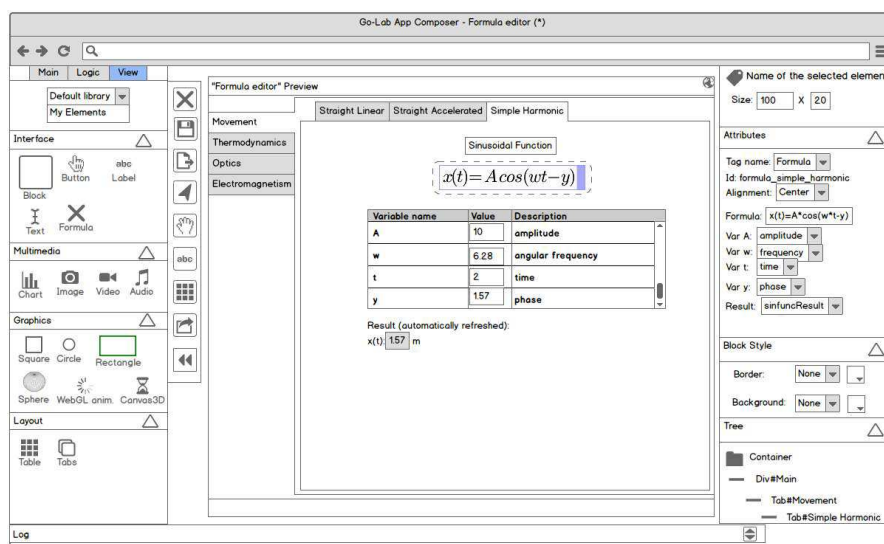 Go-Lab App Composer - Formula editor (*)
Main Logic View
Default library
My Elements
Interface
Block
Button
abc
Label
Text
Formula
Multimedia
Chart Image Video Audio
Graphics
Square Circle Rectangle
Sphere WebGL anim. Canvas3D
Layout
Table Tabs
abc
"Formula editor" Preview
Movement
Thermodynamics
Optics
Electromagnetism
Straight Linear Straight Accelerated Simple Harmonic
Sinusoidal Function
x(t)=A cos(wt-y)
Variable name Value Description
A 10 amplitude
w 6.28 angular frequency
t 2 time
y 1.57 phase
Result (automatically refreshed):
x(t): 1.57 m
Name of the selected elemen
Size: 100 X 20
Attributes
Tag name: Formula
Id: formula_simple_harmonic
Alignment: Center
Formula: x(t)=A*cos(w*t-y)
Var A: amplitude
Var w: frequency
Var t: time
Var y: phase
Result: sinfuncResult
Block Style
Border: None
Background: None
Tree
Container
Div#Main
Tab#Movement
Tab#Simple Harmonic
Log